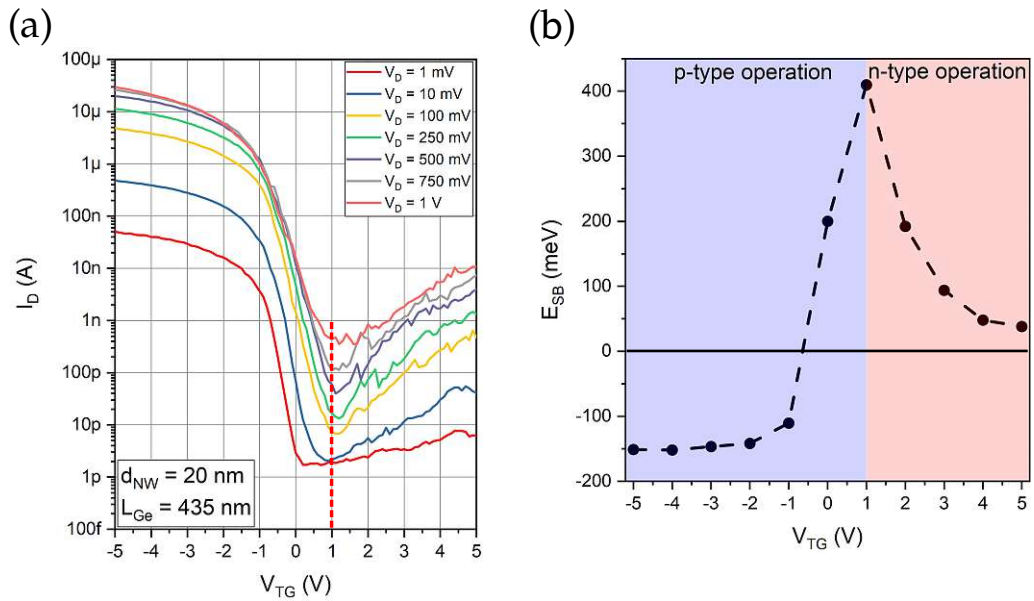 (a)
100µ
10µ
1µ
100n
10n
1n
100p
10p
1p
100f
I_D (A)
V_D = 1 mV
V_D = 10 mV
V_D = 100 mV
V_D = 250 mV
V_D = 500 mV
V_D = 750 mV
V_D = 1 V
d_NW = 20 nm
L_Ge = 435 nm
-5 -4 -3 -2 -1 0 1 2 3 4 5
V_TG (V)
(b)
p-type operation n-type operation
400
300
200
100
0
-100
-200
E_SB (meV)
-5 -4 -3 -2 -1 0 1 2 3 4 5
V_TG (V)